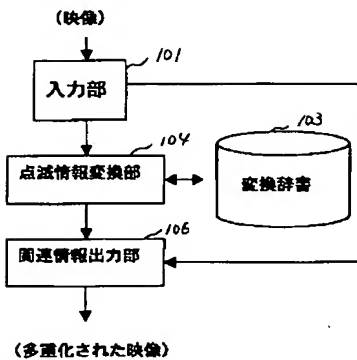 (映像)
101
入力部
104
103
点滅情報変換部
変換辞書
106
関連情報出力部
(多重化された映像)